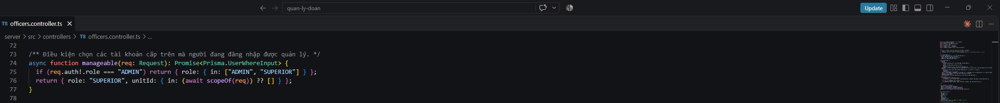 quan-ly-doan
Update
TS officers.controller.ts
server > src > controllers > TS officers.controller.ts > ...
72
73 /** Điều kiện chọn các tài khoản cấp trên mà người đang đăng nhập được quản lý. */
74 async function manageable(req: Request): Promise<Prisma.UserWhereInput> {
75 if (req.auth!.role === "ADMIN") return { role: { in: ["ADMIN", "SUPERIOR"] } };
76 return { role: "SUPERIOR", unitId: { in: (await scopeOf(req)) ?? [] } };
77 }
78